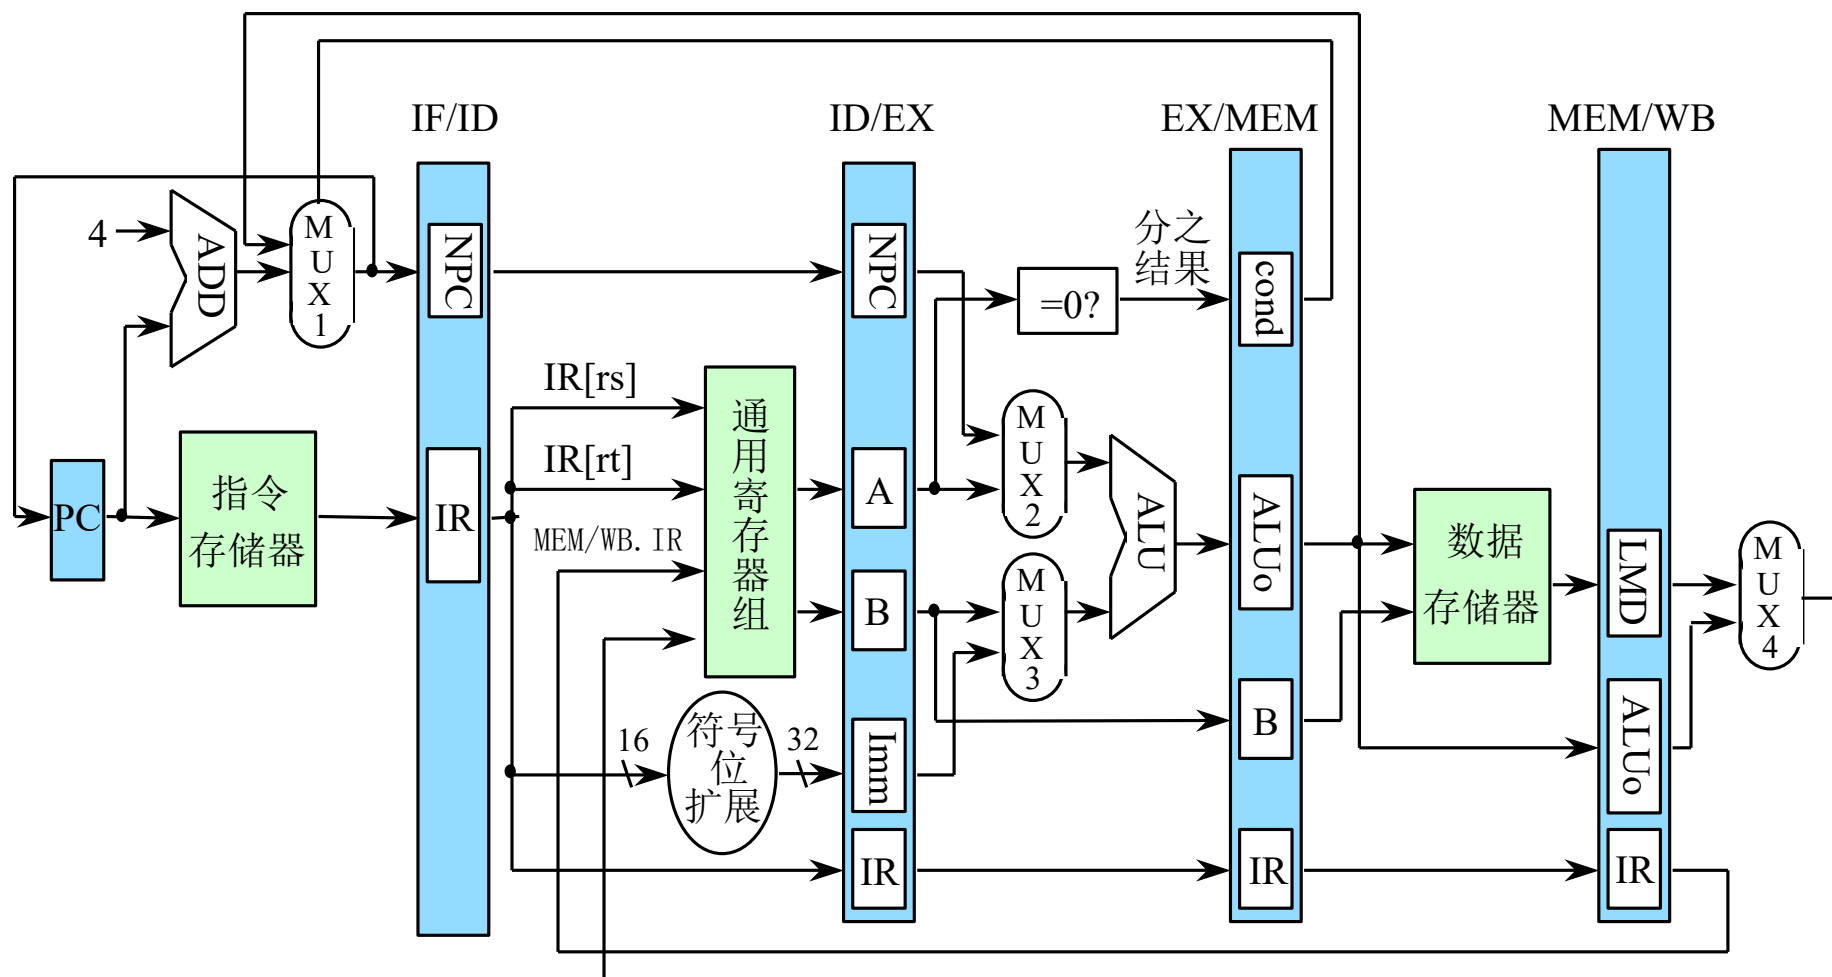 IF/ID
ID/EX
EX/MEM
MEM/WB
4
ADD
M
U
X
1
NPC
NPC
分之
结果
=0?
cond
IR[rs]
IR[rt]
MEM/WB.IR
PC
指令
存储器
IR
通
用
寄
存
器
组
A
B
M
U
X
2
M
U
X
3
ALU
ALUo
B
数据
存储器
LMD
ALUo
M
U
X
4
16
符号
位
扩展
32
Imm
IR
IR
IR